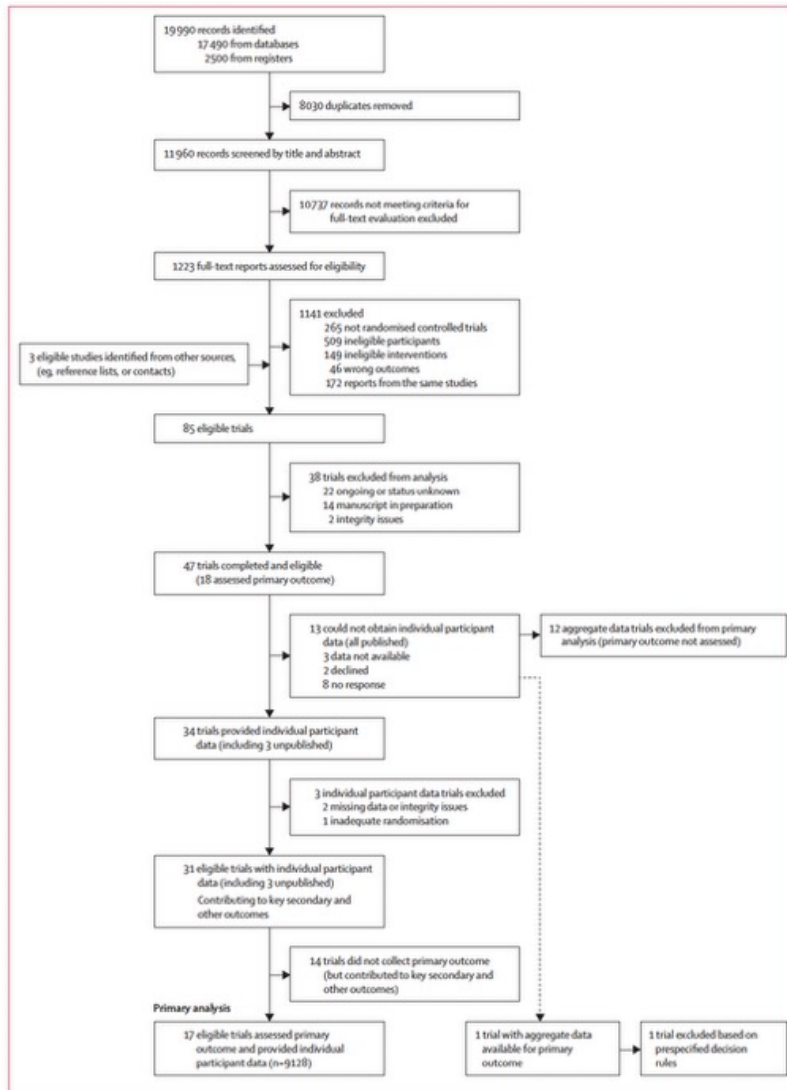 19 990 records identified
17 490 from databases
2500 from registers
8030 duplicates removed
11 960 records screened by title and abstract
10 737 records not meeting criteria for
full-text evaluation excluded
1223 full-text reports assessed for eligibility
1141 excluded
265 not randomised controlled trials
509 ineligible participants
149 ineligible interventions
46 wrong outcomes
172 reports from the same studies
3 eligible studies identified from other sources,
(eg, reference lists, or contacts)
85 eligible trials
38 trials excluded from analysis
22 ongoing or status unknown
14 manuscript in preparation
2 integrity issues
47 trials completed and eligible
(18 assessed primary outcome)
13 could not obtain individual participant
data (all published)
3 data not available
2 declined
8 no response
12 aggregate data trials excluded from primary
analysis (primary outcome not assessed)
34 trials provided individual participant
data (including 3 unpublished)
3 individual participant data trials excluded
2 missing data or integrity issues
1 inadequate randomisation
31 eligible trials with individual participant
data (including 3 unpublished)
Contributing to key secondary and
other outcomes
14 trials did not collect primary outcome
(but contributed to key secondary and
other outcomes)
Primary analysis
17 eligible trials assessed primary
outcome and provided individual
participant data (n=9128)
1 trial with aggregate data
available for primary
outcome
1 trial excluded based on
prespecified decision
rules